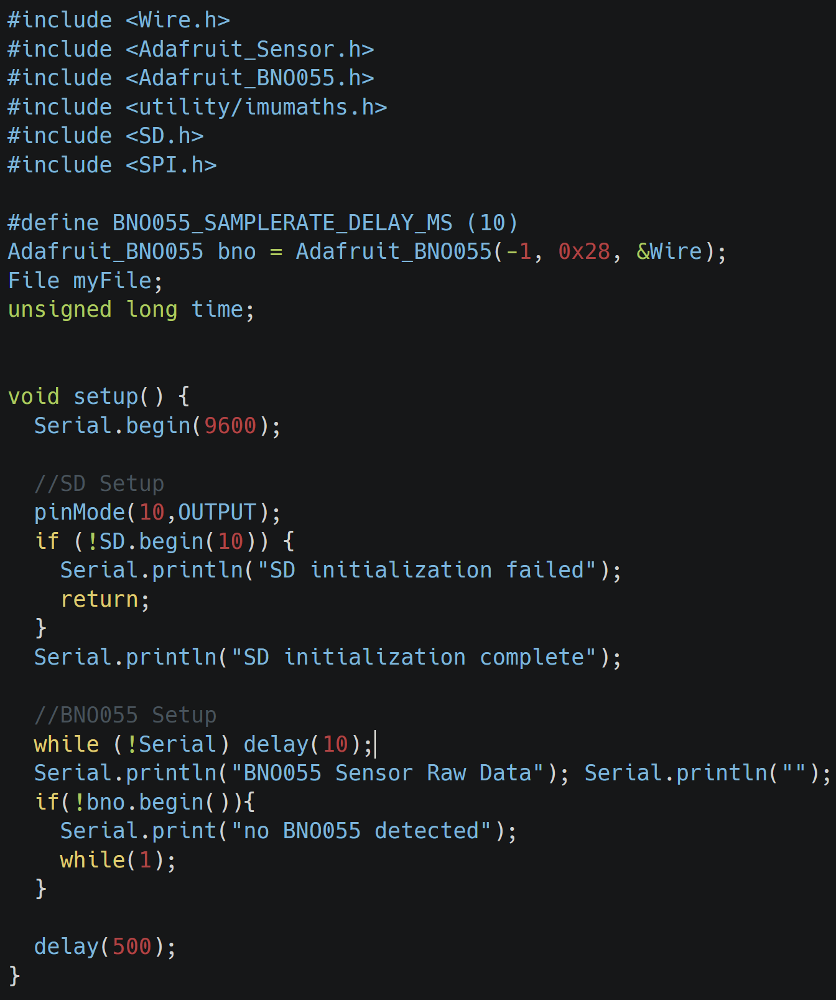 #include <Wire.h>
#include <Adafruit_Sensor.h>
#include <Adafruit_BNO055.h>
#include <utility/imumaths.h>
#include <SD.h>
#include <SPI.h>

#define BNO055_SAMPLERATE_DELAY_MS (10)
Adafruit_BNO055 bno = Adafruit_BNO055(-1, 0x28, &Wire);
File myFile;
unsigned long time;


void setup() {
  Serial.begin(9600);

  //SD Setup
  pinMode(10,OUTPUT);
  if (!SD.begin(10)) {
    Serial.println("SD initialization failed");
    return;
  }
  Serial.println("SD initialization complete");

  //BNO055 Setup
  while (!Serial) delay(10);
  Serial.println("BNO055 Sensor Raw Data"); Serial.println("");
  if(!bno.begin()){
    Serial.print("no BNO055 detected");
    while(1);
  }

  delay(500);
}